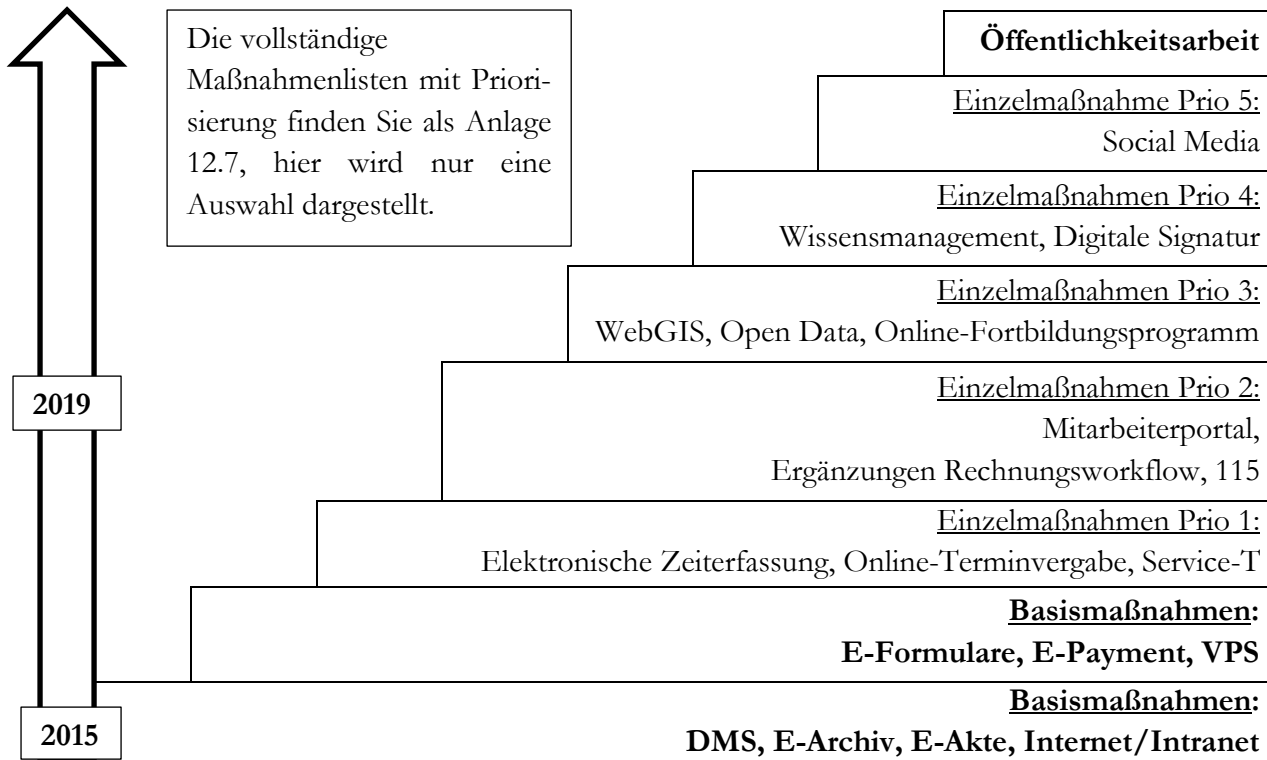 Die vollständige
Maßnahmenlisten mit Priori-
sierung finden Sie als Anlage
12.7, hier wird nur eine
Auswahl dargestellt.
Öffentlichkeitsarbeit
Einzelmaßnahme Prio 5:
Social Media
Einzelmaßnahmen Prio 4:
Wissensmanagement, Digitale Signatur
Einzelmaßnahmen Prio 3:
WebGIS, Open Data, Online-Fortbildungsprogramm
2019
Einzelmaßnahmen Prio 2:
Mitarbeiterportal,
Ergänzungen Rechnungsworkflow, 115
Einzelmaßnahmen Prio 1:
Elektronische Zeiterfassung, Online-Terminvergabe, Service-T
Basismaßnahmen:
E-Formulare, E-Payment, VPS
2015
Basismaßnahmen:
DMS, E-Archiv, E-Akte, Internet/Intranet